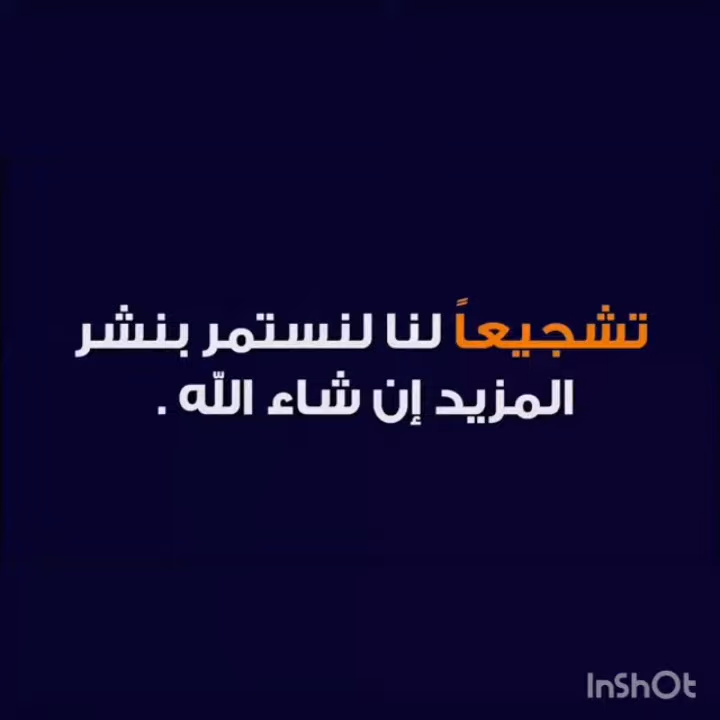 تشجيعاً لنا لنستمر بنشر
المزيد إن شاء الله .
InShOt